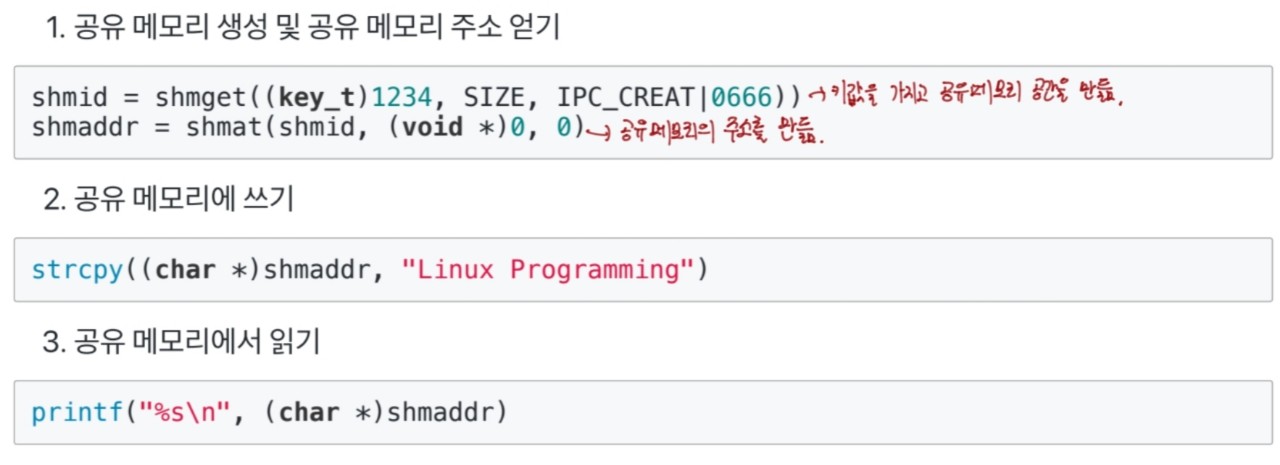 1. 공유 메모리 생성 및 공유 메모리 주소 얻기
shmid = shmget((key_t)1234, SIZE, IPC_CREAT|0666)) → 키값을 가지고 공유메모리 공간을 만듦.
shmaddr = shmat(shmid, (void *)0, 0) → 공유메모리의 주소를 만듦.
2. 공유 메모리에 쓰기
strcpy((char *)shmaddr, "Linux Programming")
3. 공유 메모리에서 읽기
printf("%s\n", (char *)shmaddr)